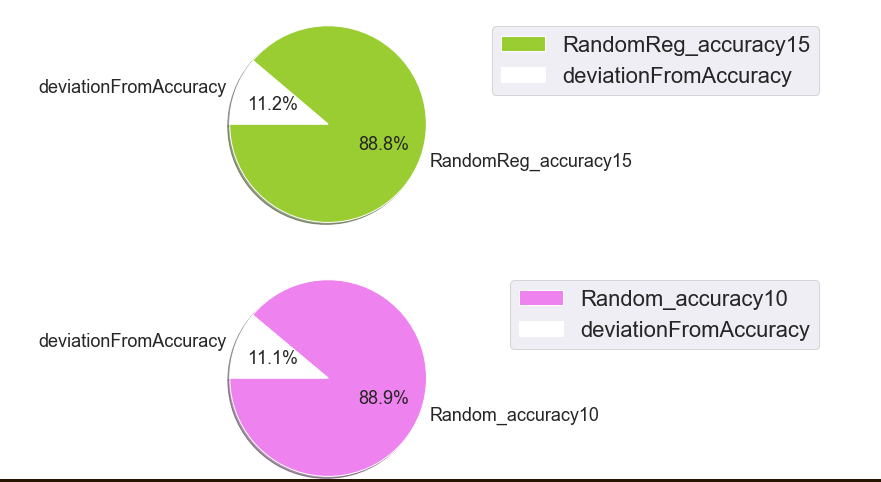 RandomReg_accuracy15
deviationFromAccuracy
deviationFromAccuracy
11.2%
88.8%
RandomReg_accuracy15
Random_accuracy10
deviationFromAccuracy
deviationFromAccuracy
11.1%
88.9%
Random_accuracy10